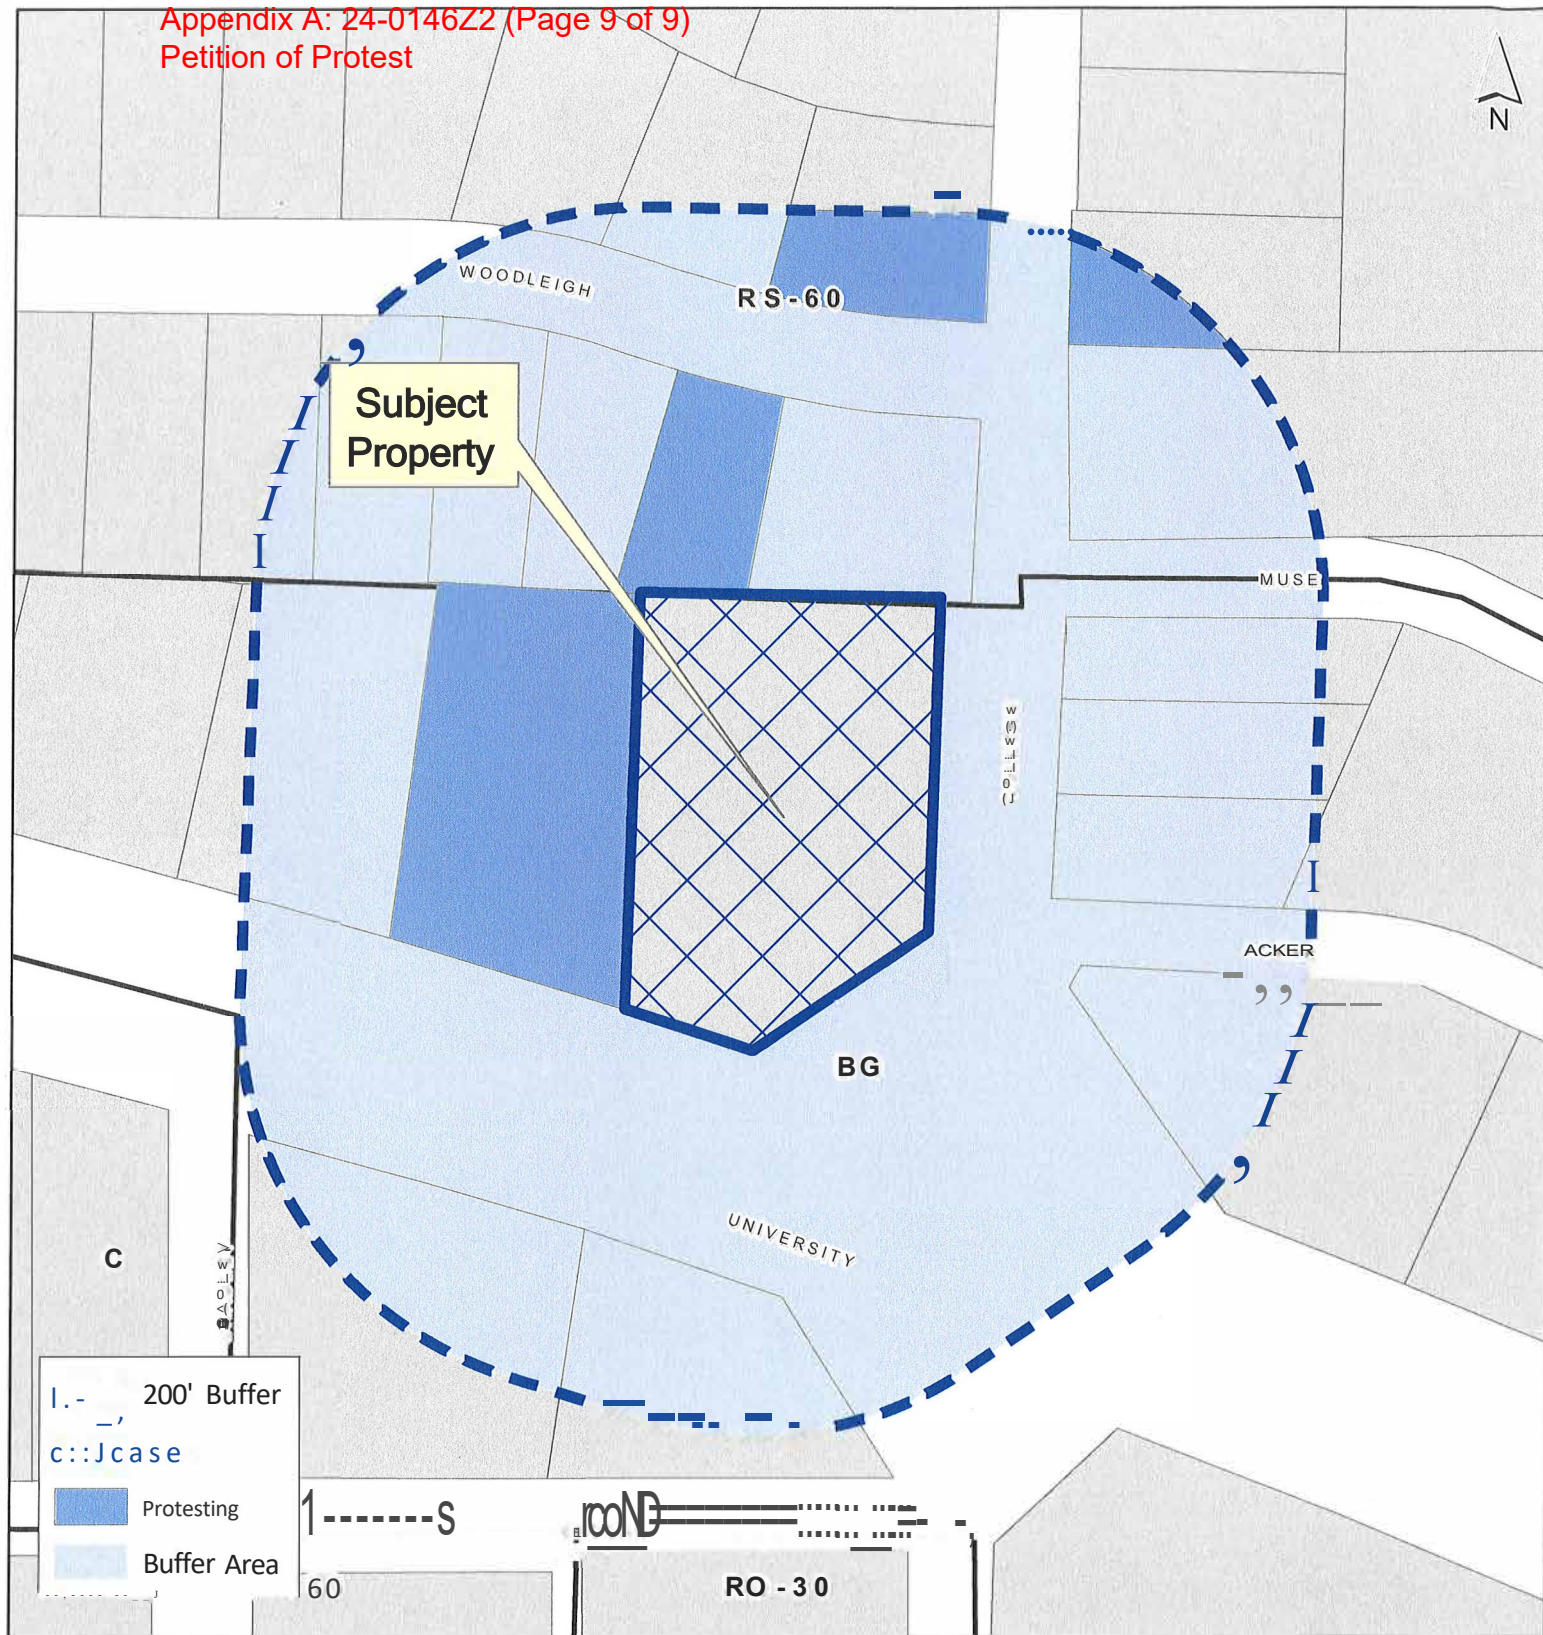 Appendix A: 24-0146Z2 (Page 9 of 9)
Petition of Protest
N
WOODLEIGH
RS-60
Subject
Property
MUSE
ACKER
BG
UNIVERSITY
C
200' Buffer
case
Protesting
Buffer Area
60
RO-30